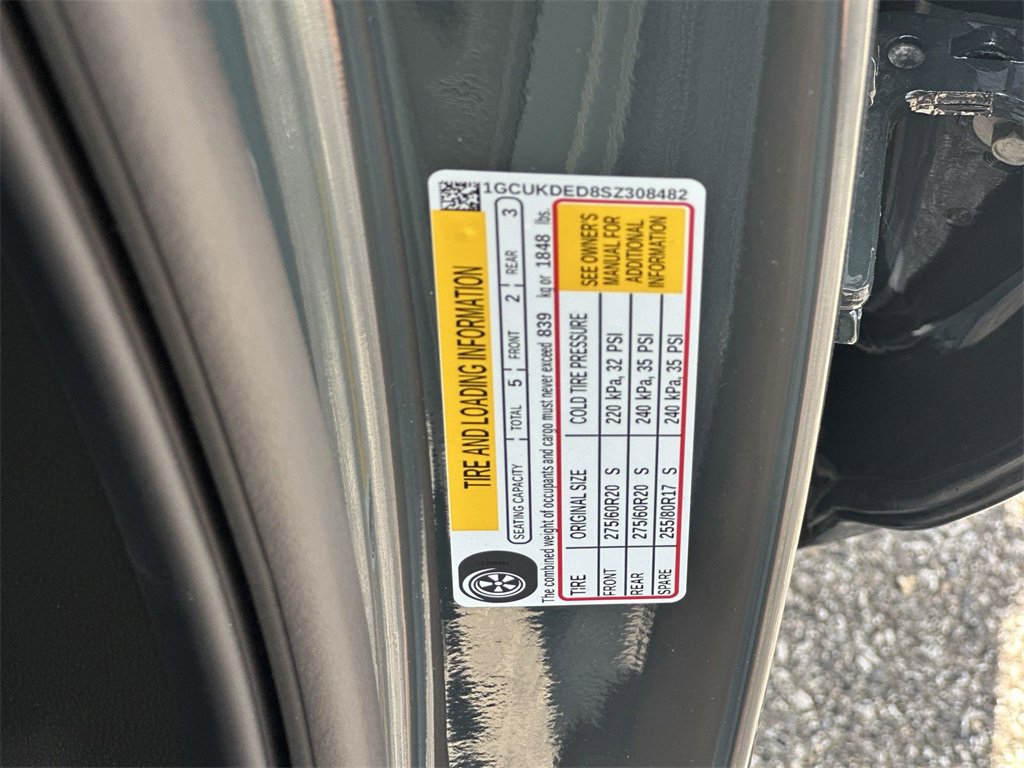 1GCUKDED8SZ308482
TIRE AND LOADING INFORMATION
SEATING CAPACITY TOTAL 5 FRONT 2 REAR 3
The combined weight of occupants and cargo must never exceed 839 kg or 1848 lbs.
TIRE ORIGINAL SIZE COLD TIRE PRESSURE
FRONT 275/60R20 S 220 kPa, 32 PSI
REAR 275/60R20 S 240 kPa, 35 PSI
SPARE 255/80R17 S 240 kPa, 35 PSI
SEE OWNER'S
MANUAL FOR
ADDITIONAL
INFORMATION